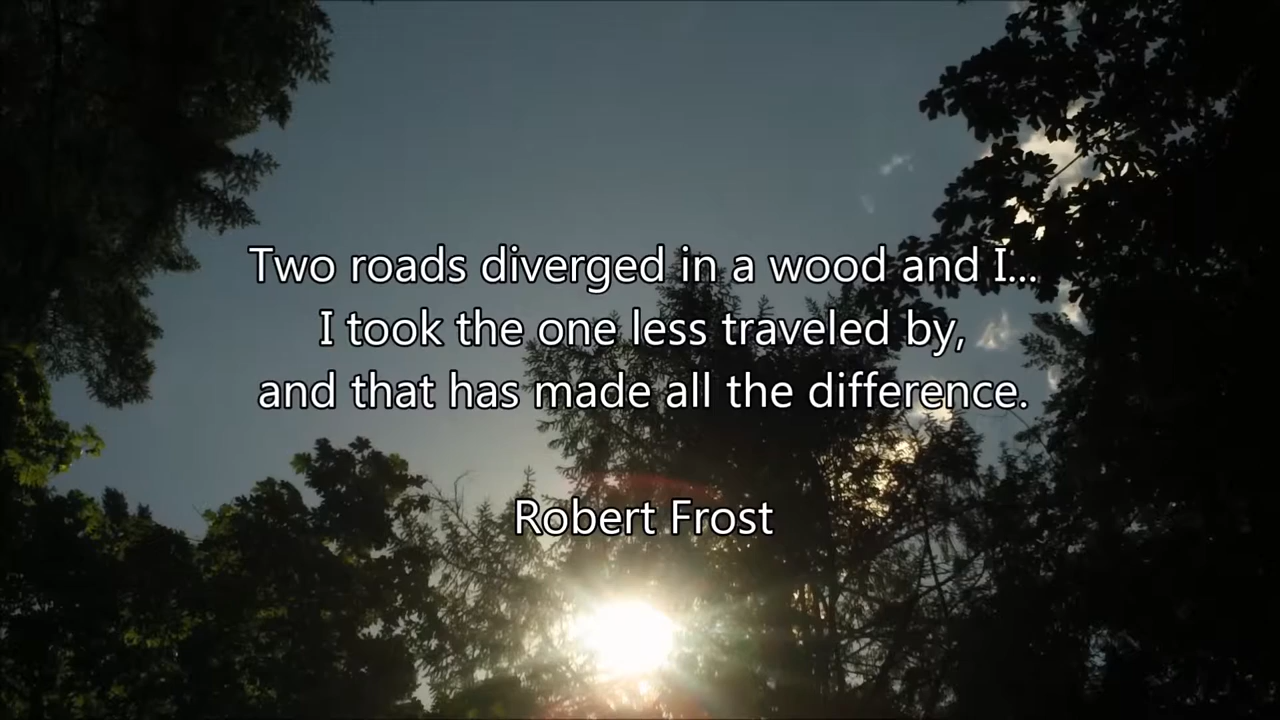 Two roads diverged in a wood and I...
I took the one less traveled by,
and that has made all the difference.
Robert Frost